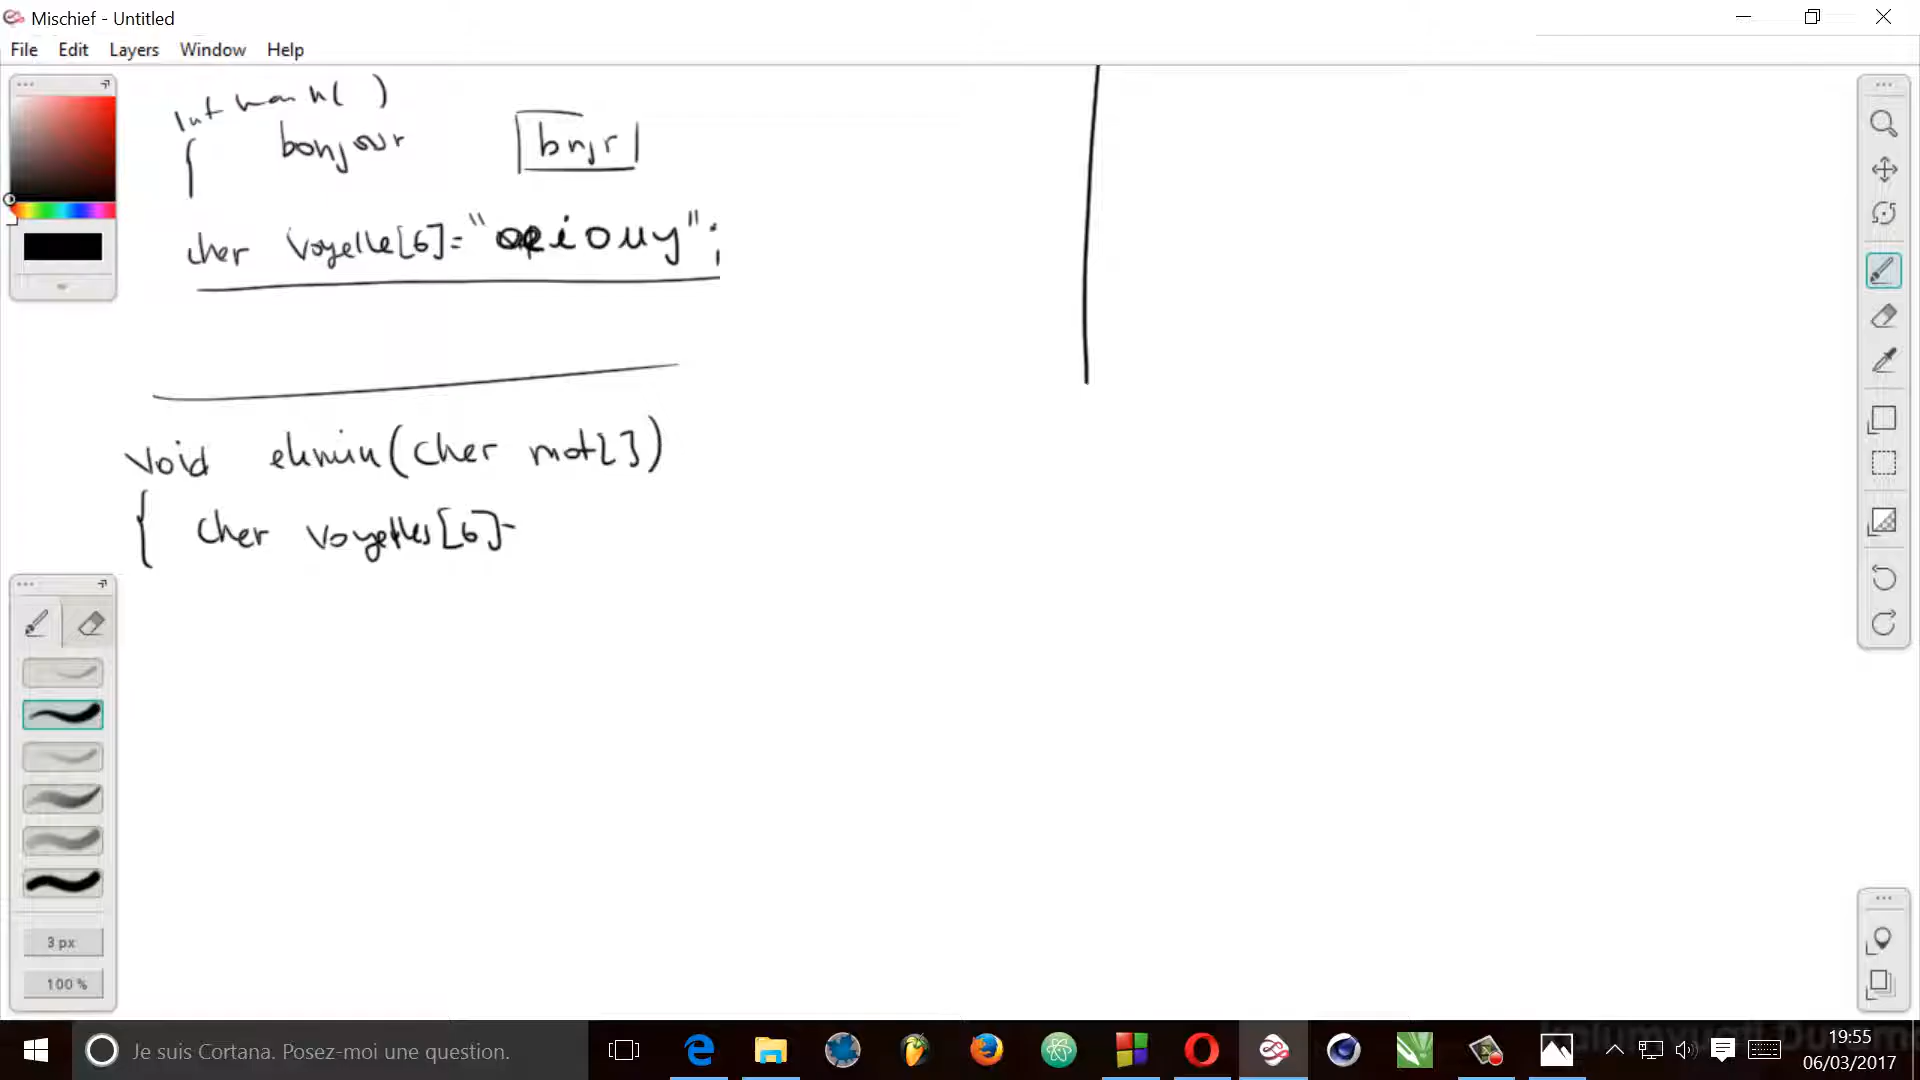 Mischief - Untitled
File Edit Layers Window Help
int main( )
{ bonjour bnjr
char voyelle[6]= "aeiouy" ;
void elimin(char mot[ ])
{ char voyelles[6]=
3 px
100 %
Je suis Cortana. Posez-moi une question.
19:55
06/03/2017